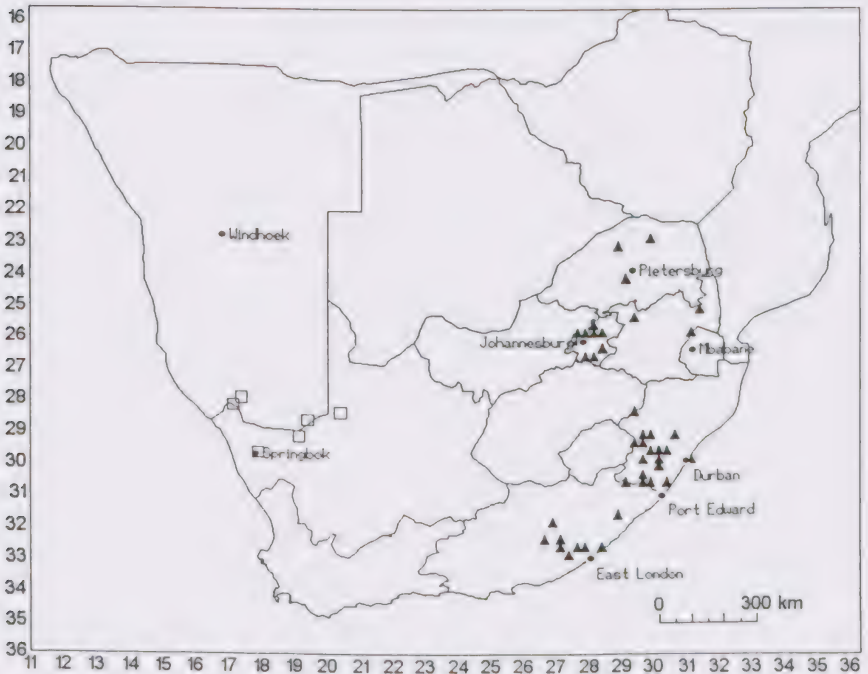 16
17
18
19
20
21
22
23
24
25
26
27
28
29
30
31
32
33
34
35
36
Windhoek
Pietersburg
Johannesburg
Mbabane
Springbok
Durban
Port Edward
East London
0 300 km
11 12 13 14 15 16 17 18 19 20 21 22 23 24 25 26 27 28 29 30 31 32 33 34 35 36